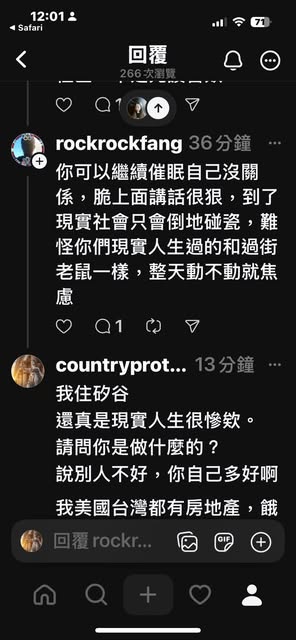 12:01
71
Safari
回覆
266 次瀏覽
1
rockrockfang 36分鐘
你可以繼續催眠自己沒關
係，脆上面講話很狠，到了
現實社會只會倒地碰瓷，難
怪你們現實人生過的和過街
老鼠一樣，整天動不動就焦
慮
1
countryprot... 13分鐘
我住矽谷
還真是現實人生很慘欸。
請問你是做什麼的？
說別人不好，你自己多好啊
我美國台灣都有房地產，餓
回覆 rockr...
GIF